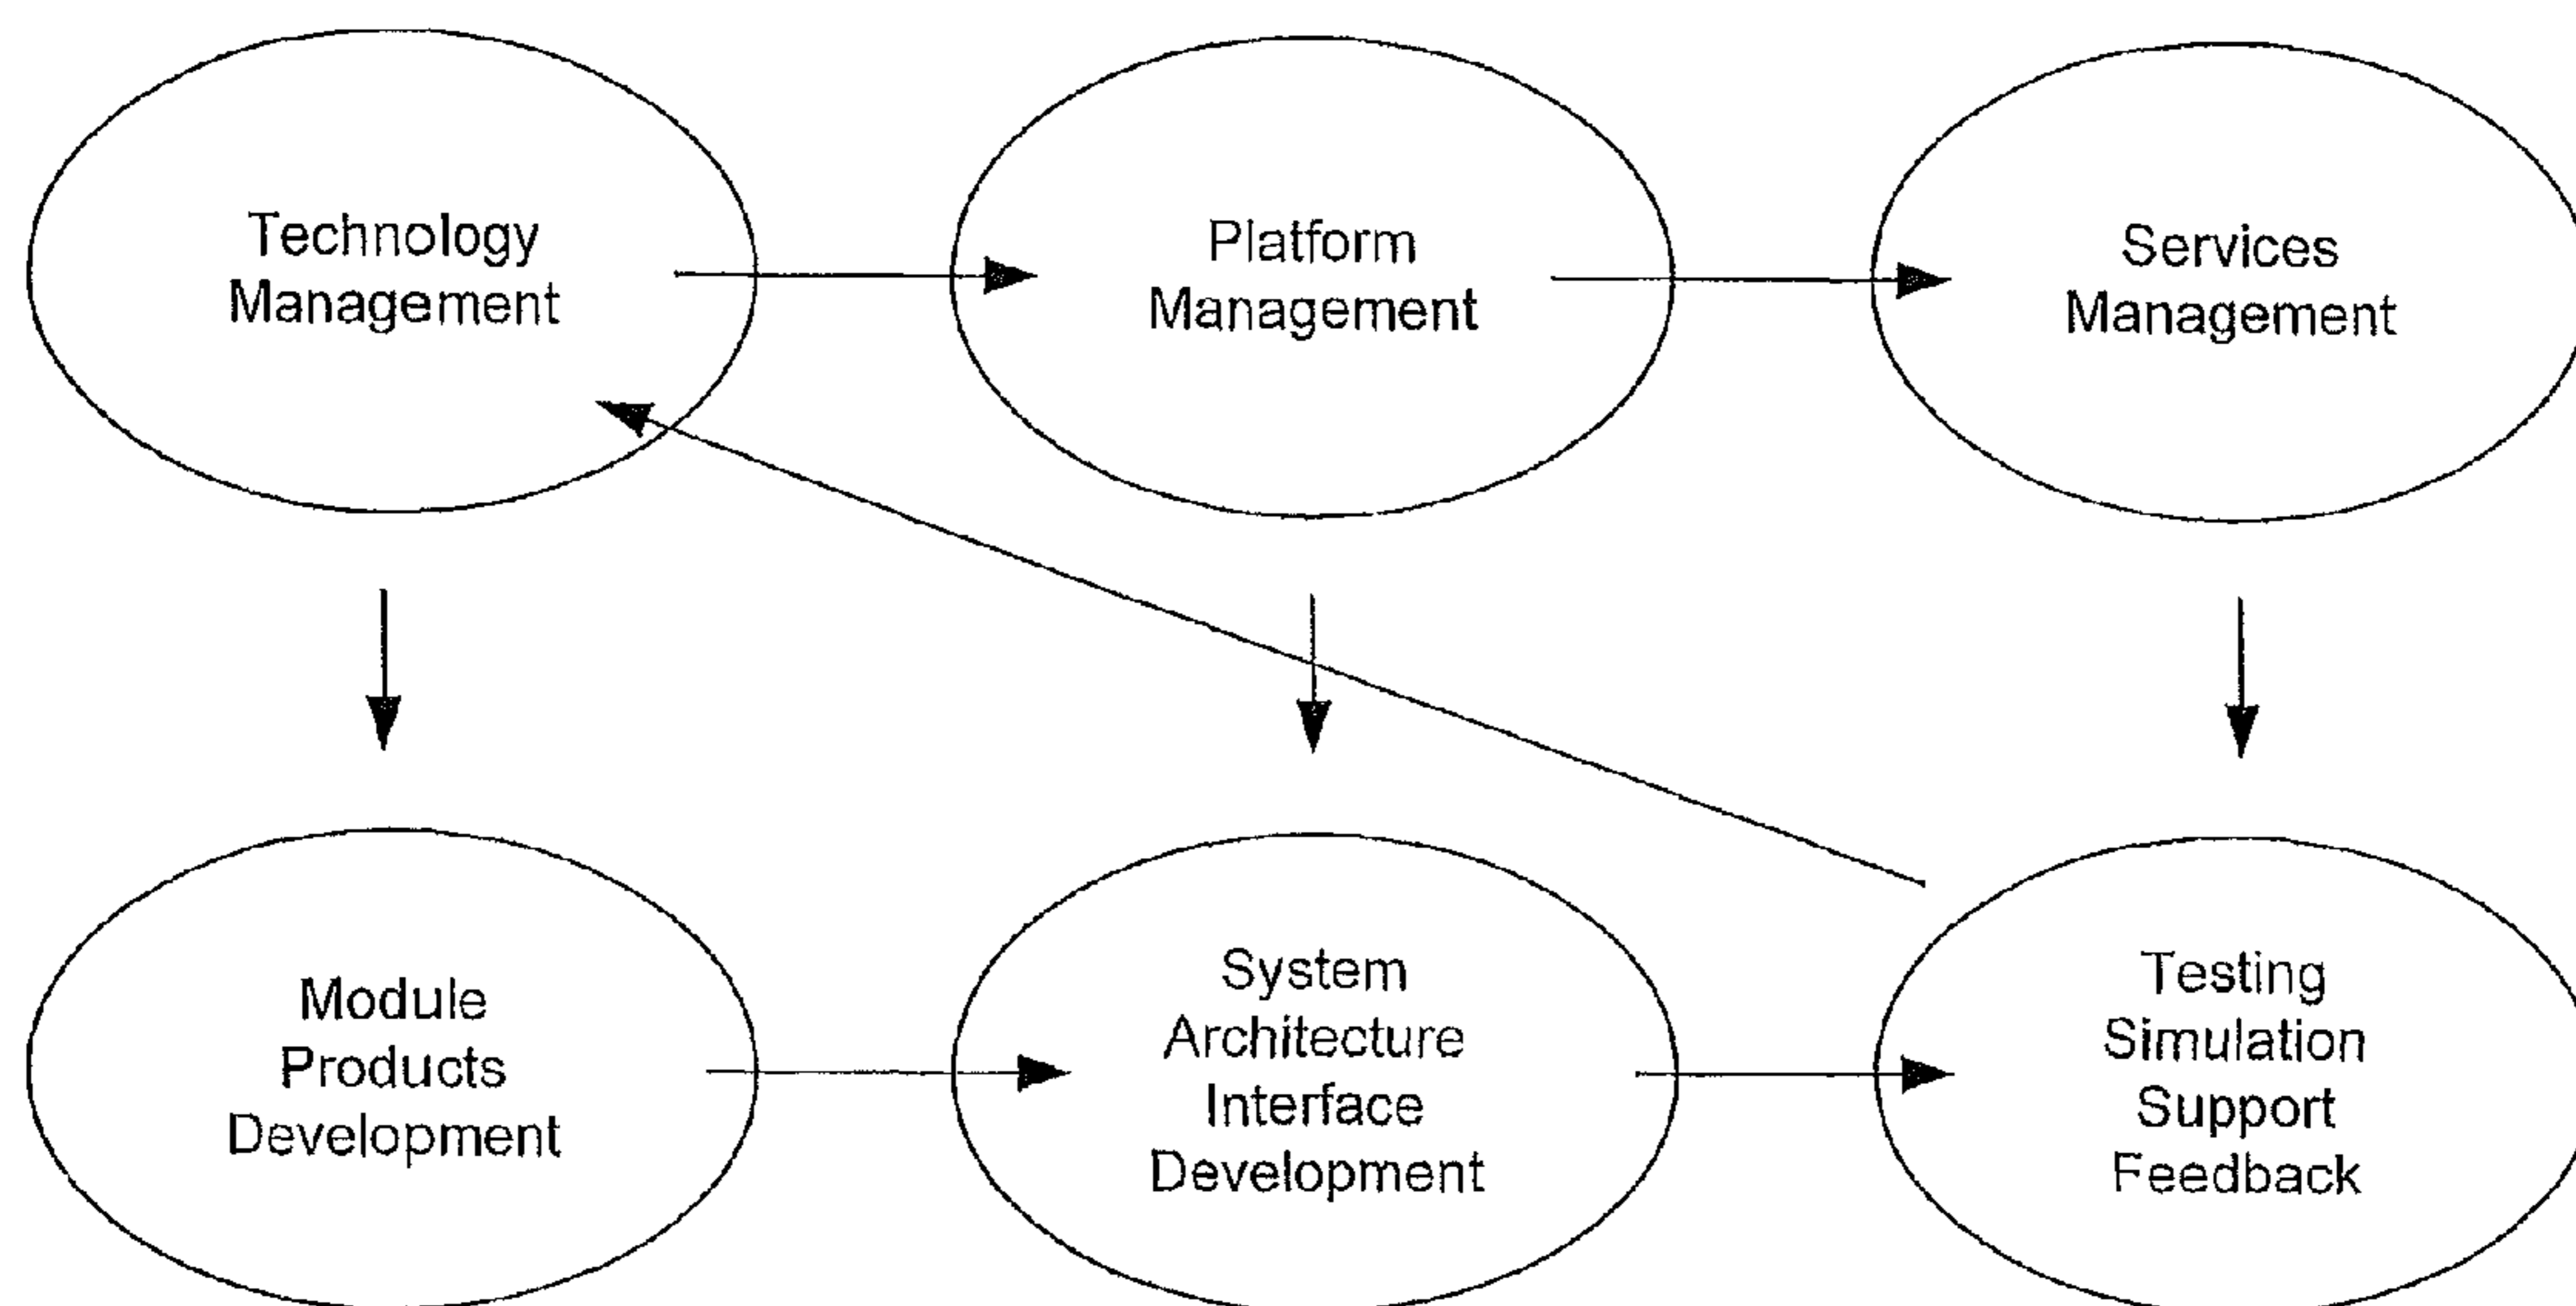 Technology
Management
Platform
Management
Services
Management
Module
Products
Development
System
Architecture
Interface
Development
Testing
Simulation
Support
Feedback